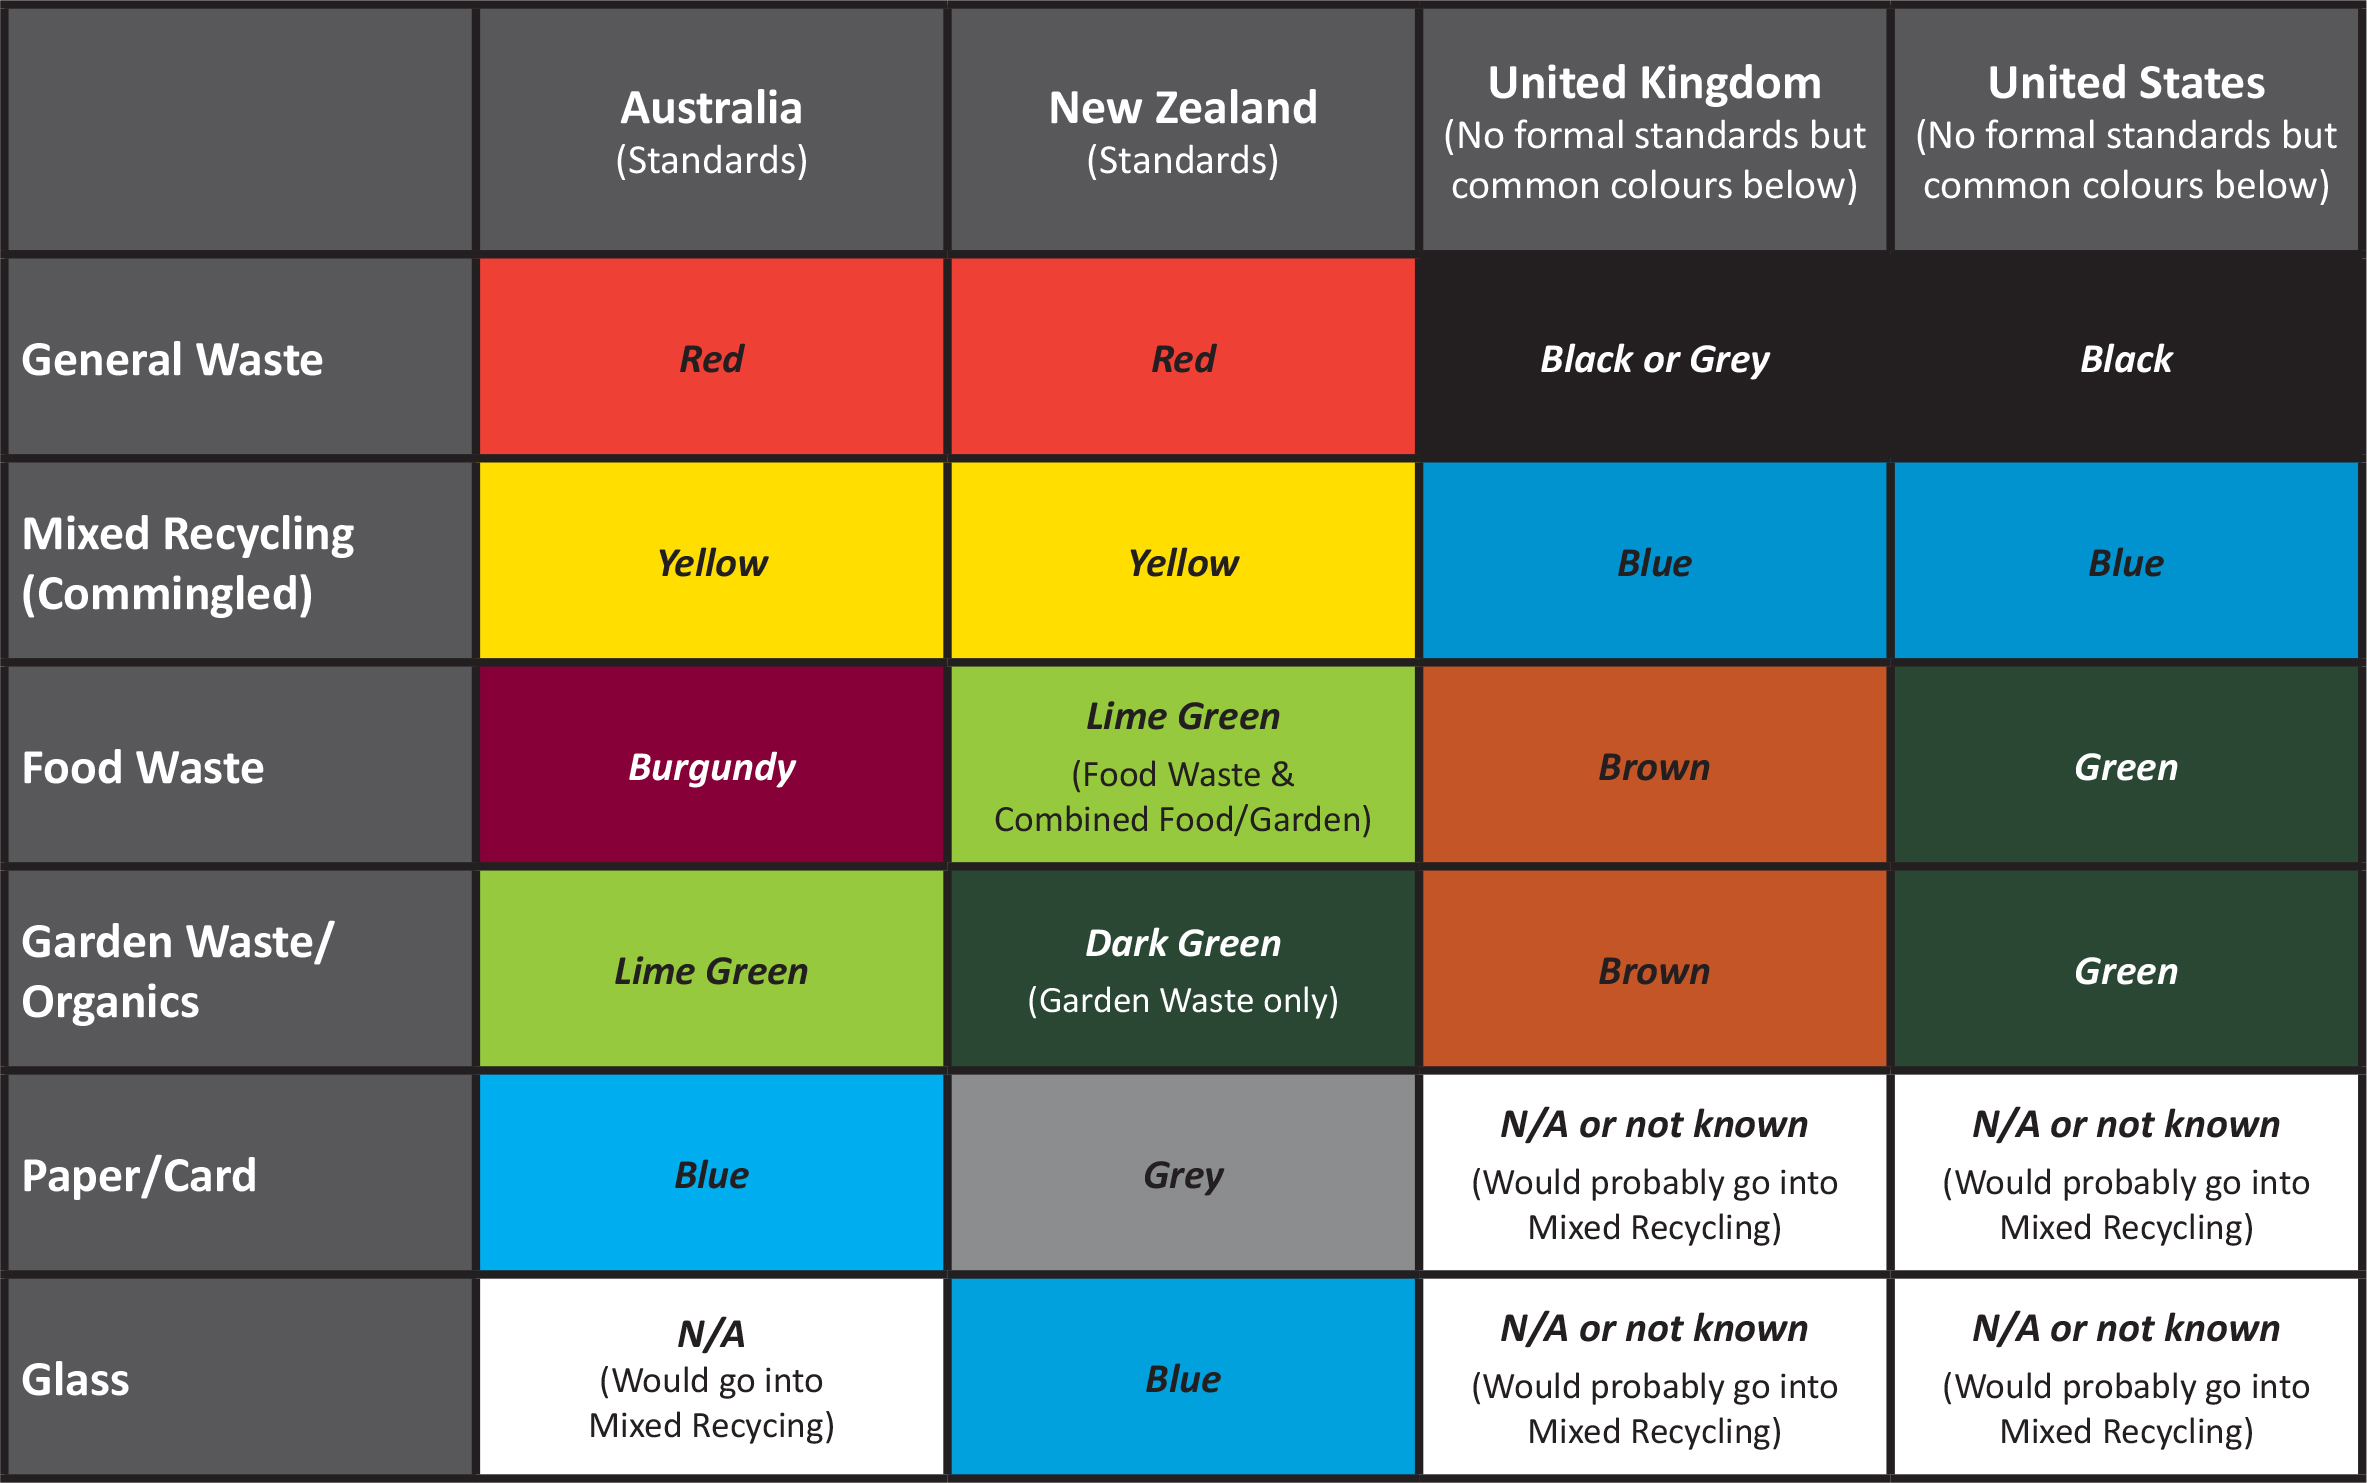 Australia
(Standards)
New Zealand
(Standards)
United Kingdom
(No formal standards but
common colours below)
United States
(No formal standards but
common colours below)
General Waste
Red
Red
Black or Grey
Black
Mixed Recycling
(Commingled)
Yellow
Yellow
Blue
Blue
Food Waste
Burgundy
Lime Green
(Food Waste &
Combined Food/Garden)
Brown
Green
Garden Waste/
Organics
Lime Green
Dark Green
(Garden Waste only)
Brown
Green
Paper/Card
Blue
Grey
N/A or not known
(Would probably go into
Mixed Recycling)
N/A or not known
(Would probably go into
Mixed Recycling)
Glass
N/A
(Would go into
Mixed Recycing)
Blue
N/A or not known
(Would probably go into
Mixed Recycling)
N/A or not known
(Would probably go into
Mixed Recycling)